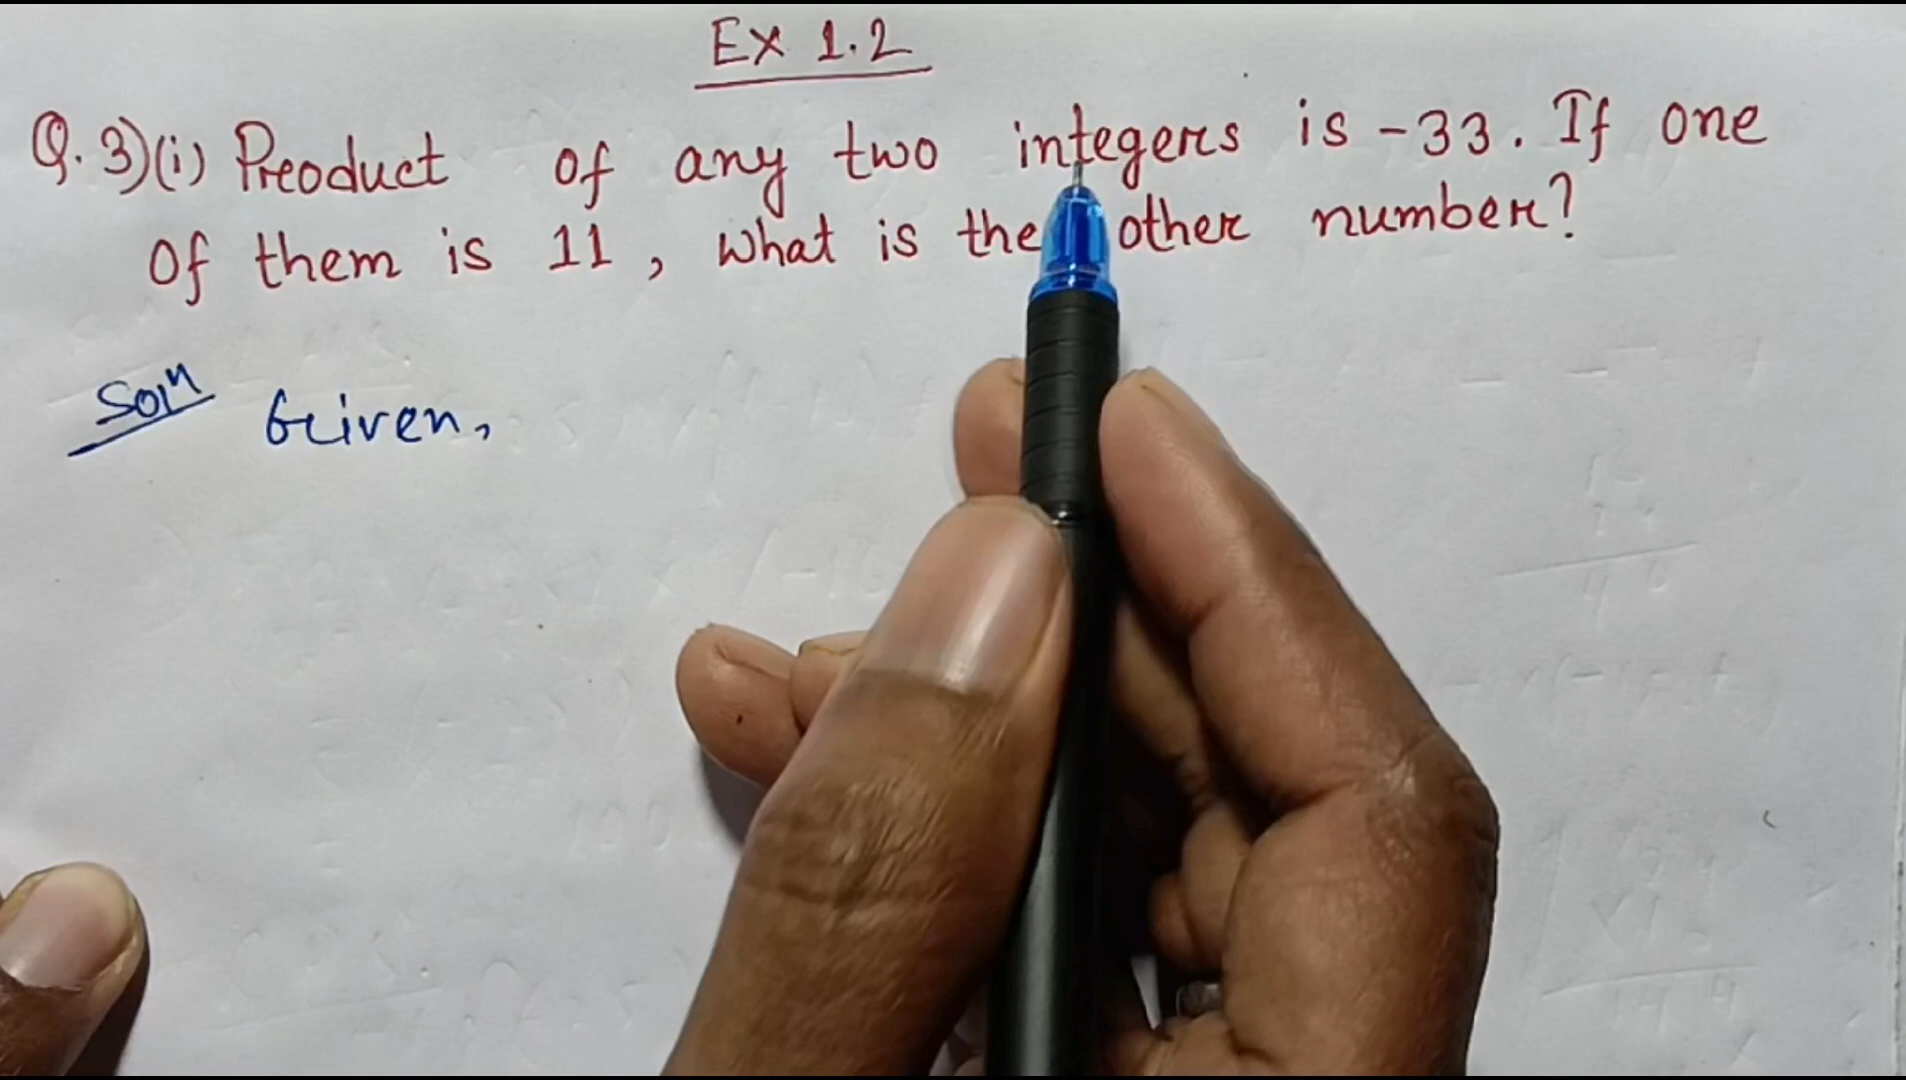 Ex 1.2
Q.3)(i) Product of any two integers is -33. If one
of them is 11, what is the other number?
Soln Given,